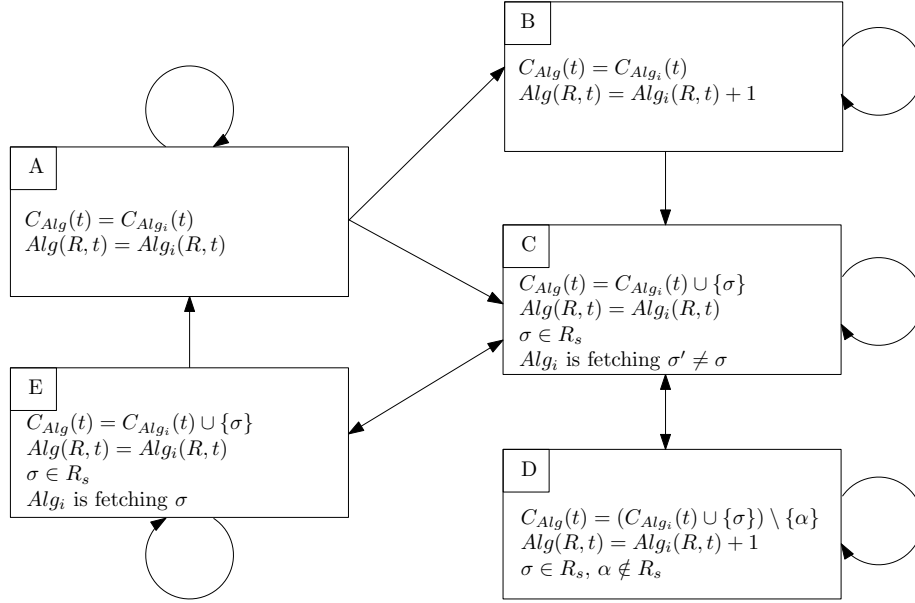 B
C_{Alg}(t) = C_{Alg_i}(t)
Alg(R, t) = Alg_i(R, t) + 1
A
C_{Alg}(t) = C_{Alg_i}(t)
Alg(R, t) = Alg_i(R, t)
C
C_{Alg}(t) = C_{Alg_i}(t) ∪ {σ}
Alg(R, t) = Alg_i(R, t)
σ ∈ R_s
Alg_i is fetching σ′ ≠ σ
E
C_{Alg}(t) = C_{Alg_i}(t) ∪ {σ}
Alg(R, t) = Alg_i(R, t)
σ ∈ R_s
Alg_i is fetching σ
D
C_{Alg}(t) = (C_{Alg_i}(t) ∪ {σ}) \ {α}
Alg(R, t) = Alg_i(R, t) + 1
σ ∈ R_s, α ∉ R_s